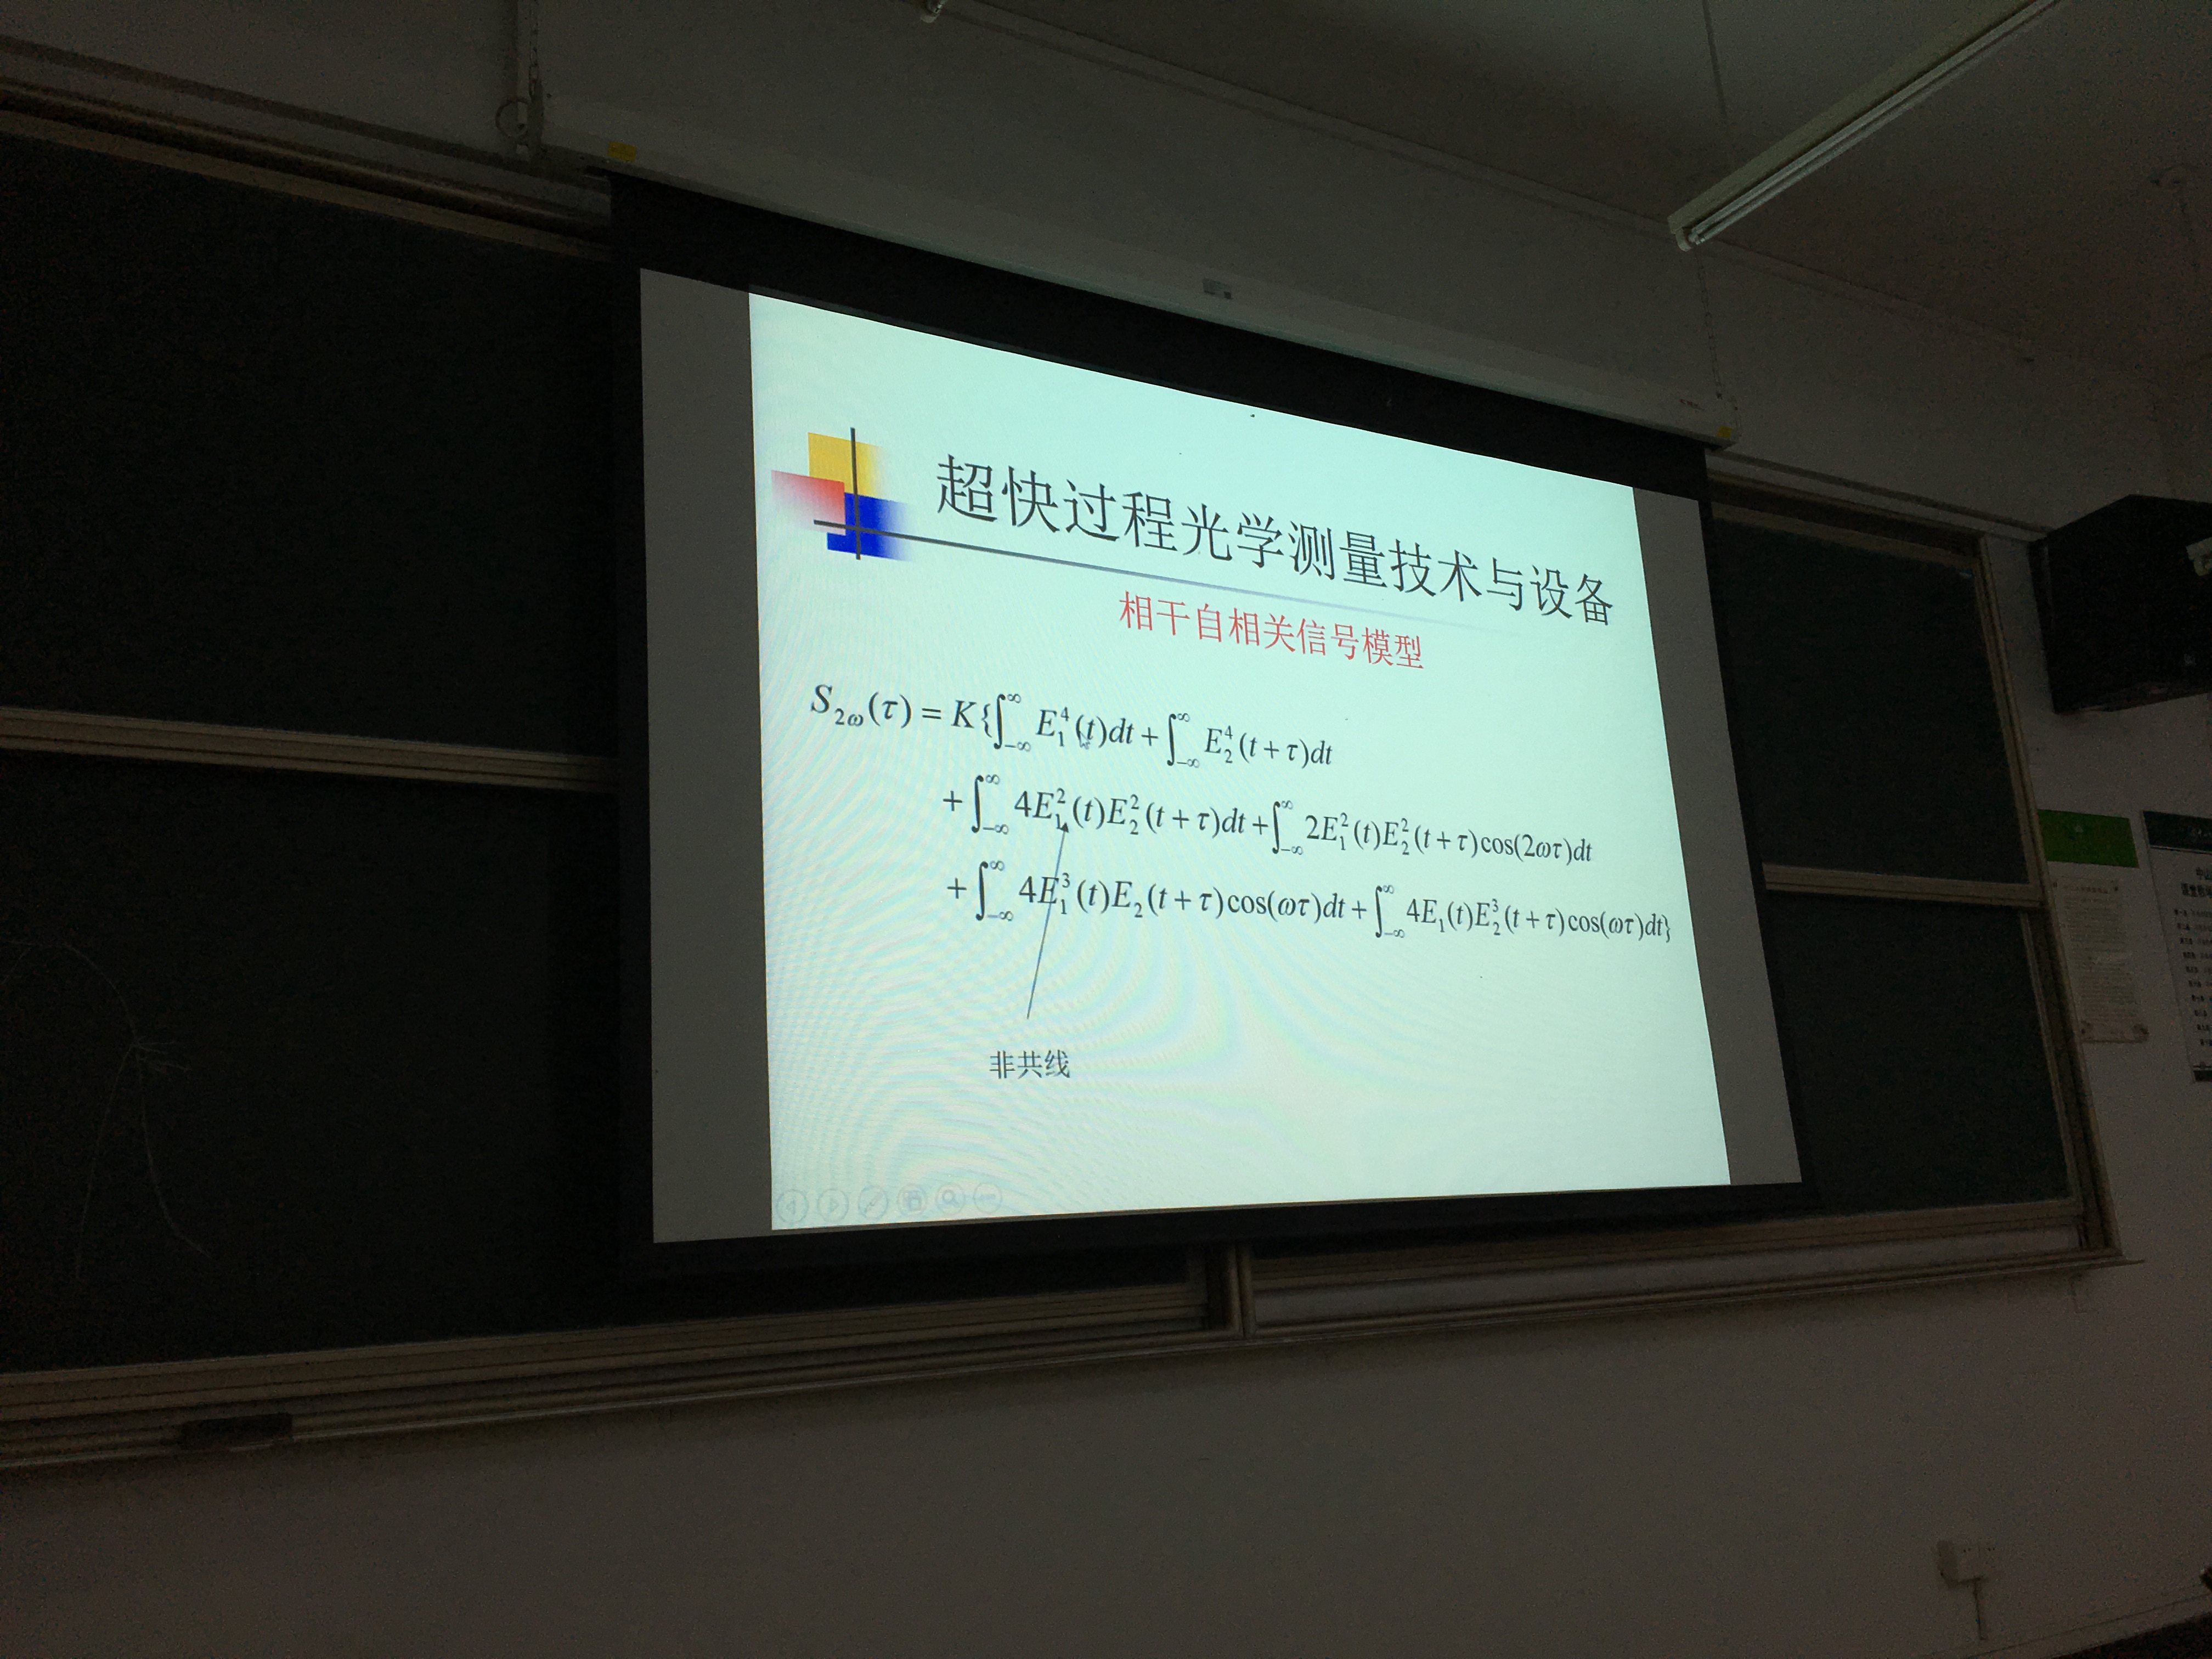 超快过程光学测量技术与设备
相干自相关信号模型
$S_{2\omega}(\tau) = K\{\int_{-\infty}^{\infty} E_1^4(t)dt + \int_{-\infty}^{\infty} E_2^4(t+\tau)dt$
$+ \int_{-\infty}^{\infty} 4E_1^2(t)E_2^2(t+\tau)dt + \int_{-\infty}^{\infty} 2E_1^2(t)E_2^2(t+\tau)\cos(2\omega\tau)dt$
$+ \int_{-\infty}^{\infty} 4E_1^3(t)E_2(t+\tau)\cos(\omega\tau)dt + \int_{-\infty}^{\infty} 4E_1(t)E_2^3(t+\tau)\cos(\omega\tau)dt\}$
非共线